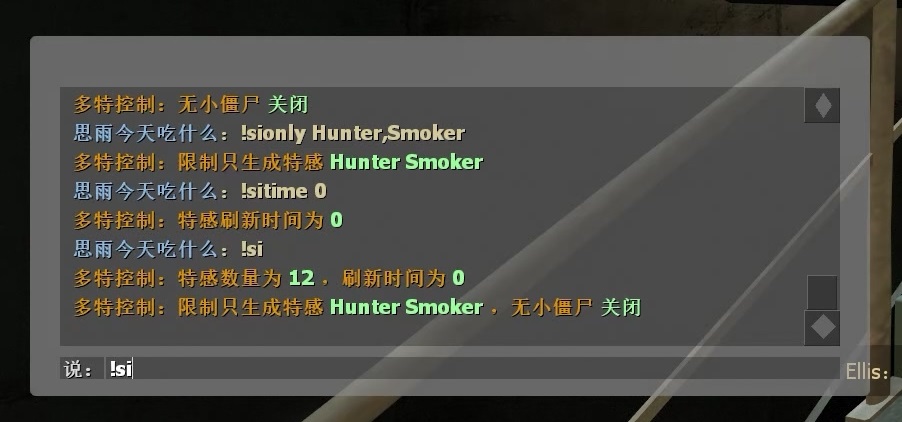 多特控制：无小僵尸 关闭
思雨今天吃什么：!sionly Hunter,Smoker
多特控制：限制只生成特感 Hunter Smoker
思雨今天吃什么：!sitime 0
多特控制：特感刷新时间为 0
思雨今天吃什么：!si
多特控制：特感数量为 12 ，刷新时间为 0
多特控制：限制只生成特感 Hunter Smoker ，无小僵尸 关闭
说：!si
Ellis: